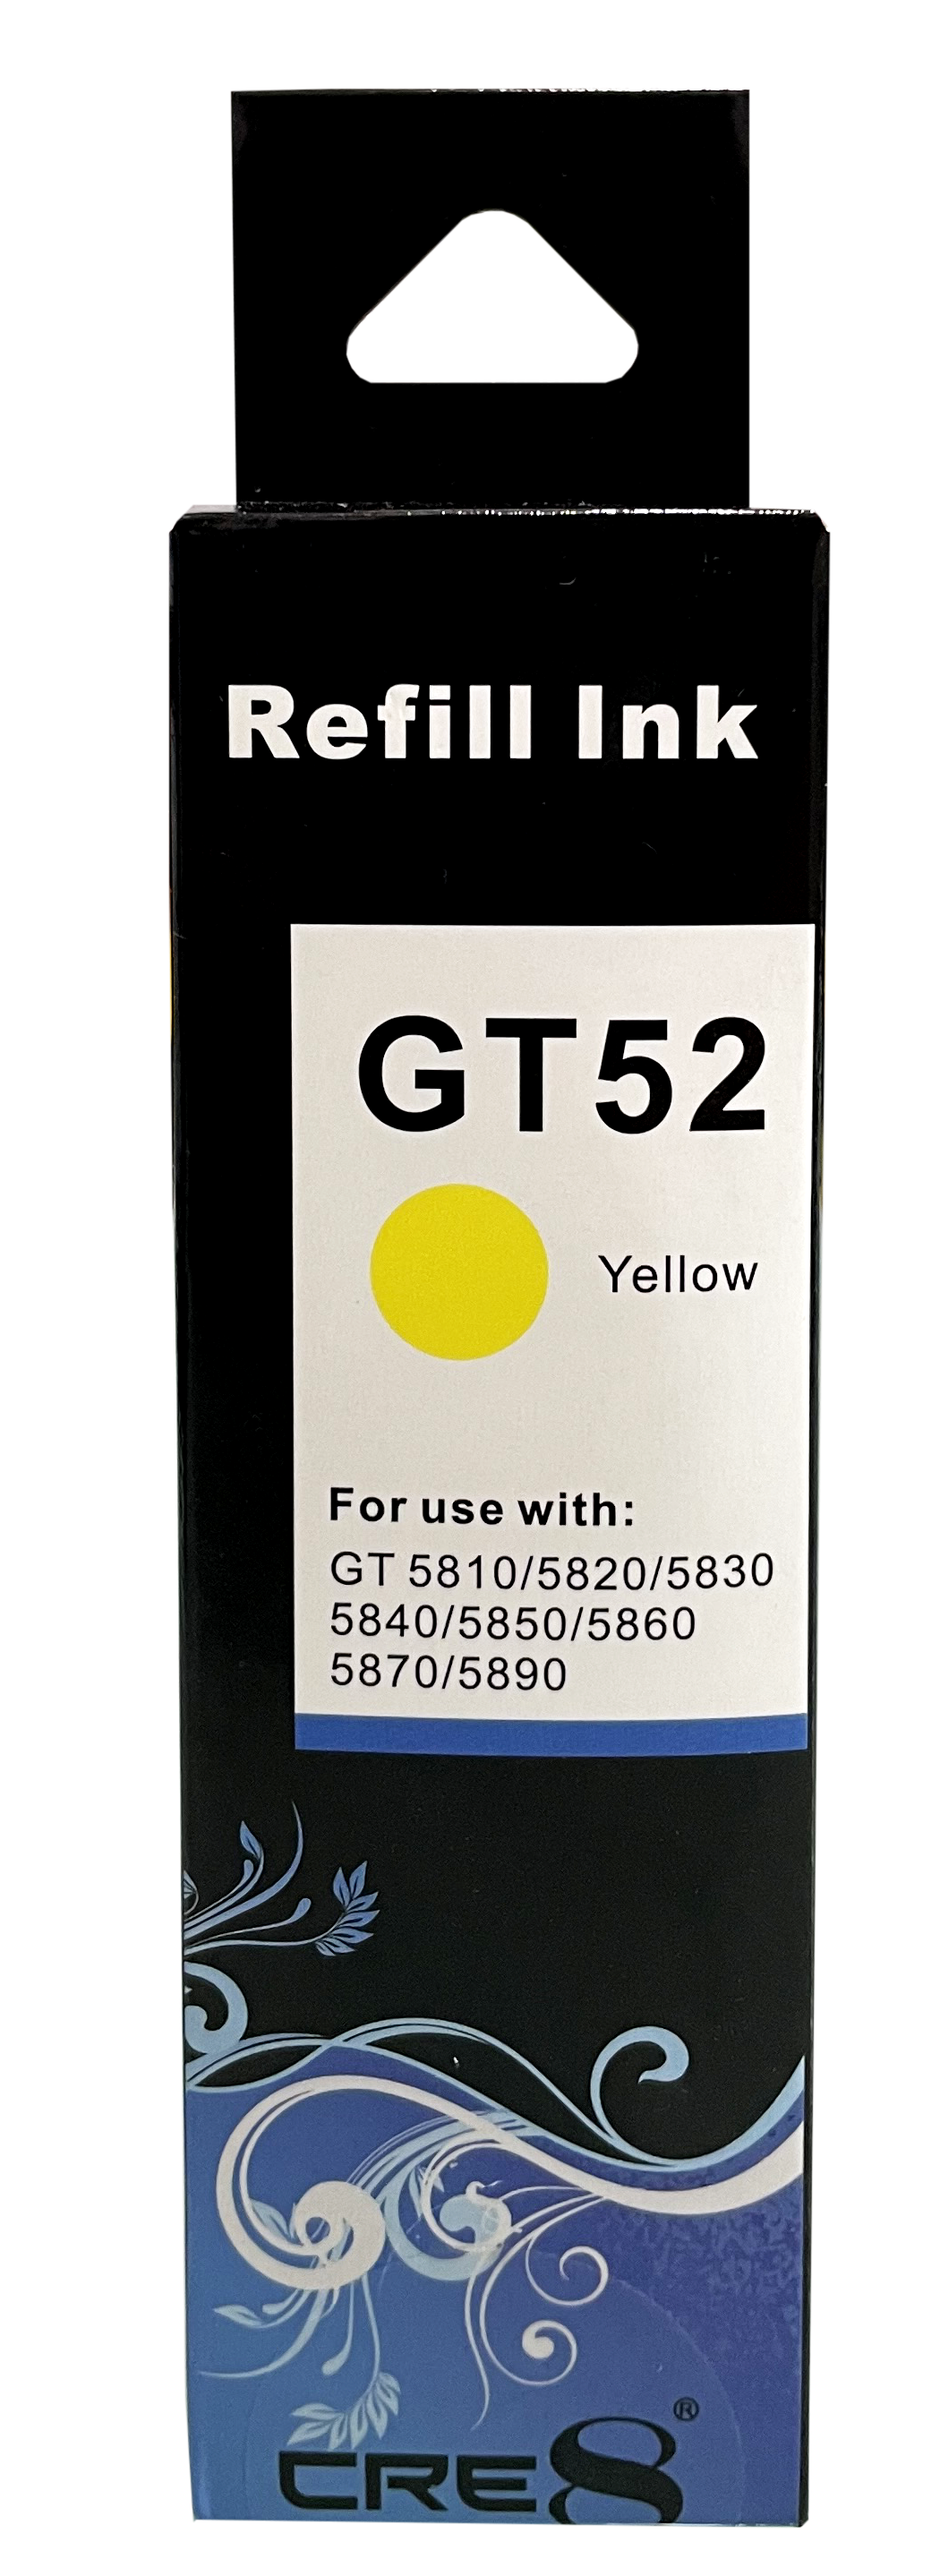 Refill Ink
GT52
Yellow
For use with:
GT 5810/5820/5830
5840/5850/5860
5870/5890
CRE8®